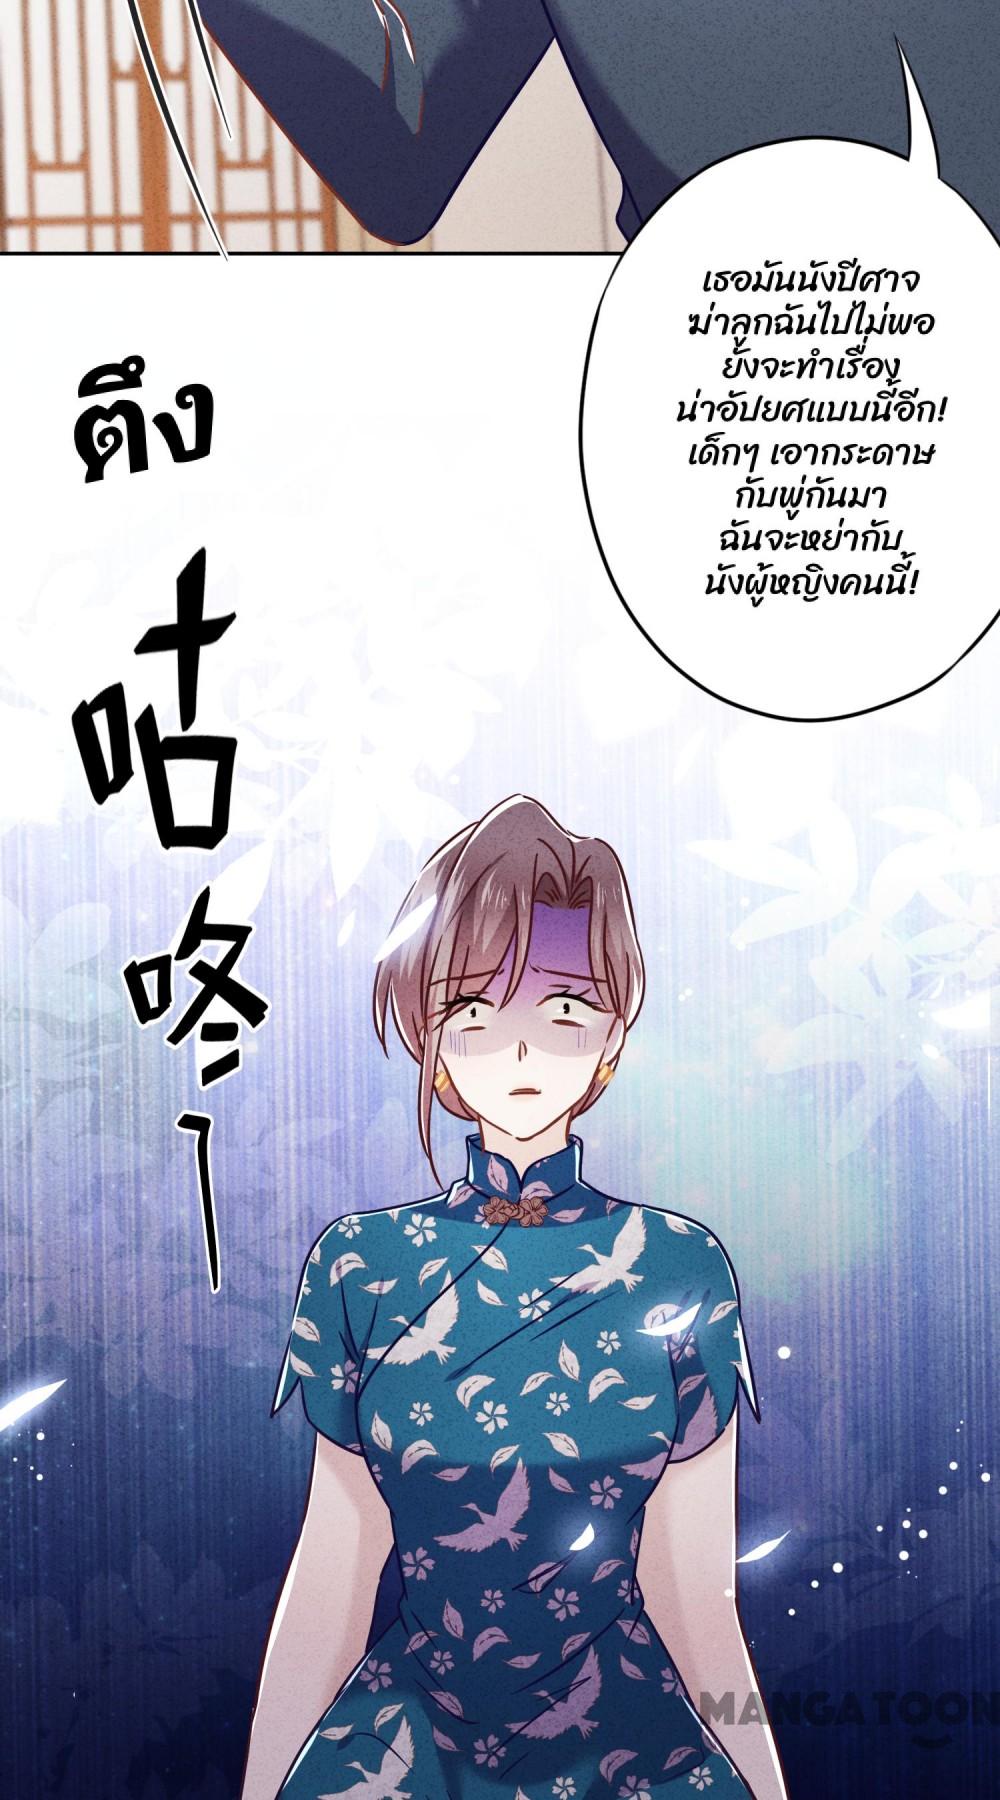 เธอมันนังปีศาจ
ฆ่าลูกฉันไปไม่พอ
ยังจะทำเรื่อง
น่าอัปยศแบบนี้อีก!
เด็กๆ เอากระดาษ
กับพู่กันมา
ฉันจะหย่ากับ
นังผู้หญิงคนนี้!
ตึง
咕咚
MANGATOON